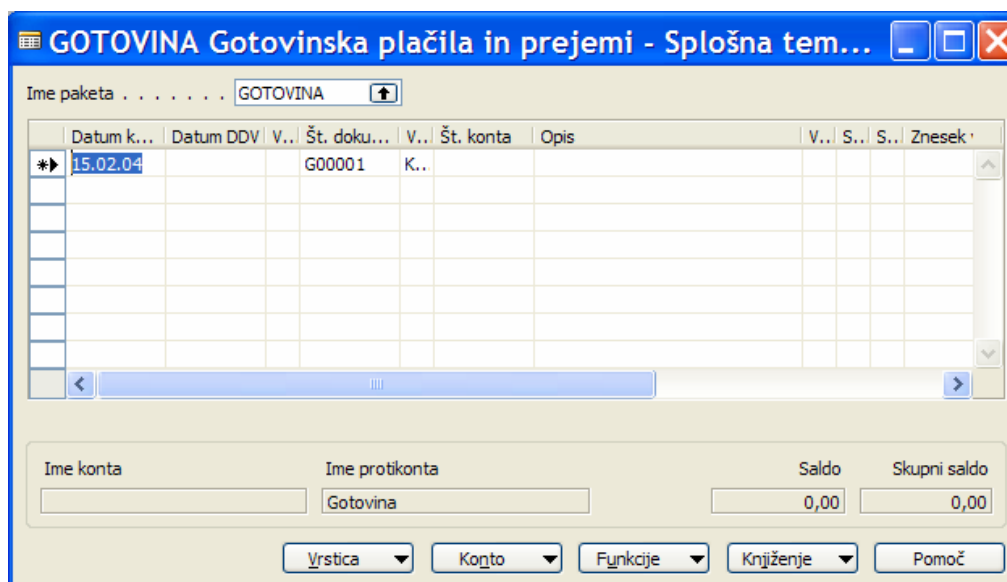 GOTOVINA Gotovinska plačila in prejemi - Splošna tem...
Ime paketa . . . . . . . GOTOVINA
Datum k... Datum DDV V... Št. doku... V... Št. konta Opis V... S... S... Znesek
15.02.04 G00001 K...
Ime konta Ime protikonta Saldo Skupni saldo
Gotovina 0,00 0,00
Vrstica Konto Funkcije Knjiženje Pomoč